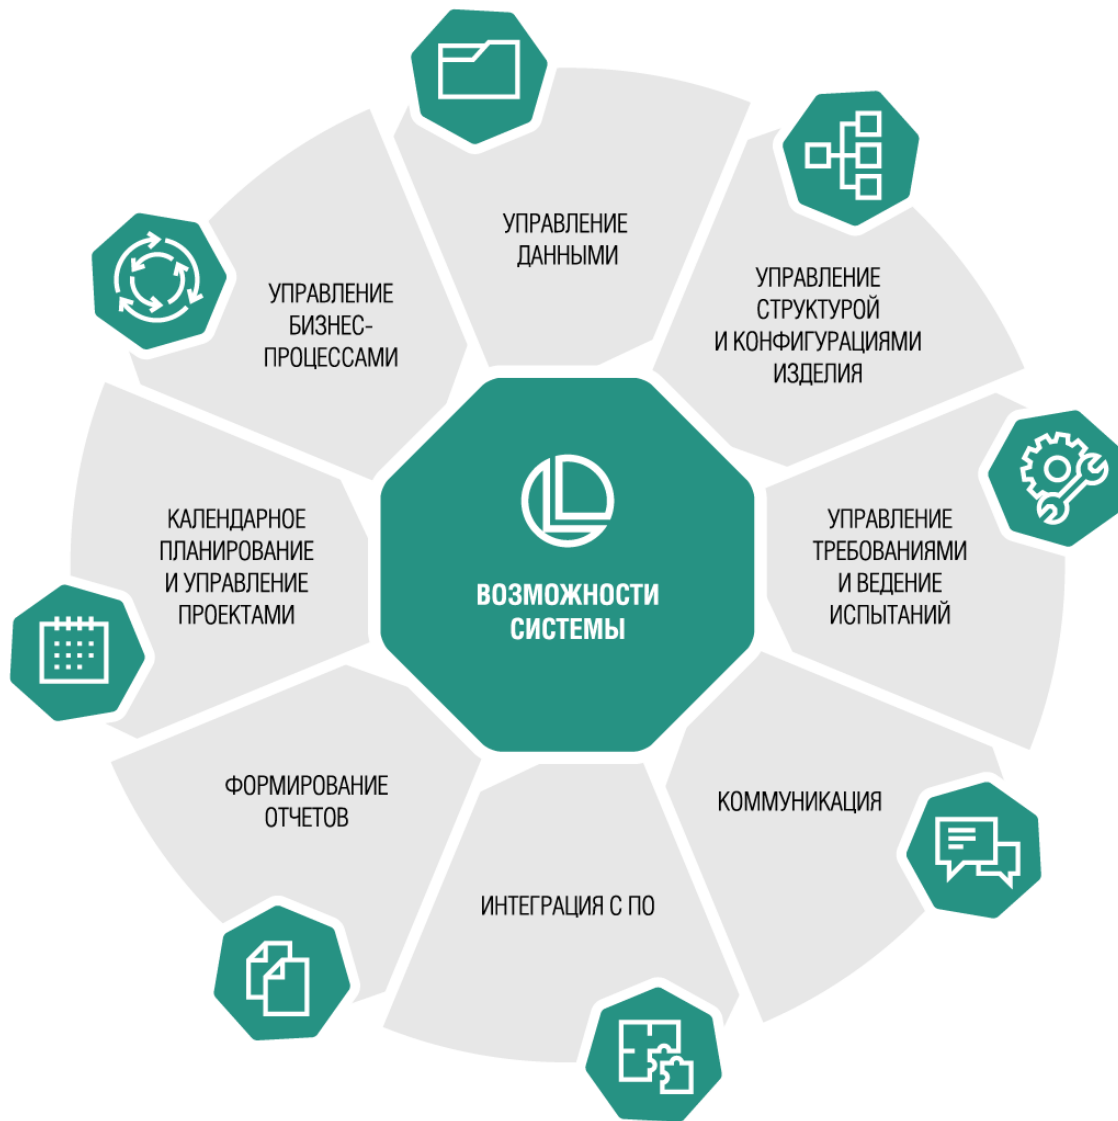 УПРАВЛЕНИЕ
ДАННЫМИ
УПРАВЛЕНИЕ
СТРУКТУРОЙ
И КОНФИГУРАЦИЯМИ
ИЗДЕЛИЯ
УПРАВЛЕНИЕ
ТРЕБОВАНИЯМИ
И ВЕДЕНИЕ
ИСПЫТАНИЙ
КОММУНИКАЦИЯ
ИНТЕГРАЦИЯ С ПО
ФОРМИРОВАНИЕ
ОТЧЕТОВ
КАЛЕНДАРНОЕ
ПЛАНИРОВАНИЕ
И УПРАВЛЕНИЕ
ПРОЕКТАМИ
УПРАВЛЕНИЕ
БИЗНЕС-
ПРОЦЕССАМИ
ВОЗМОЖНОСТИ
СИСТЕМЫ